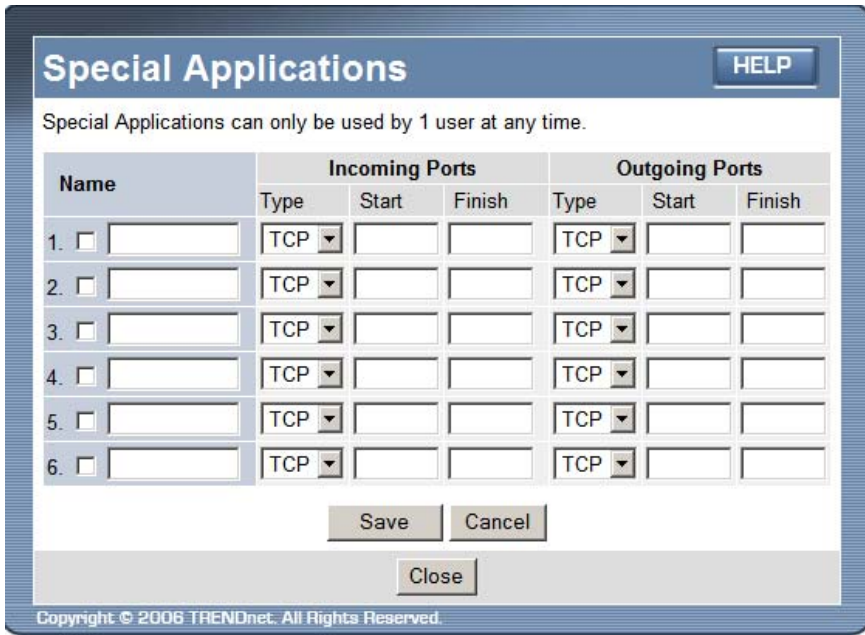 Special Applications
HELP
Special Applications can only be used by 1 user at any time.
Name Incoming Ports Outgoing Ports
Type Start Finish Type Start Finish
1. TCP TCP
2. TCP TCP
3. TCP TCP
4. TCP TCP
5. TCP TCP
6. TCP TCP
Save Cancel
Close
Copyright © 2006 TRENDnet. All Rights Reserved.